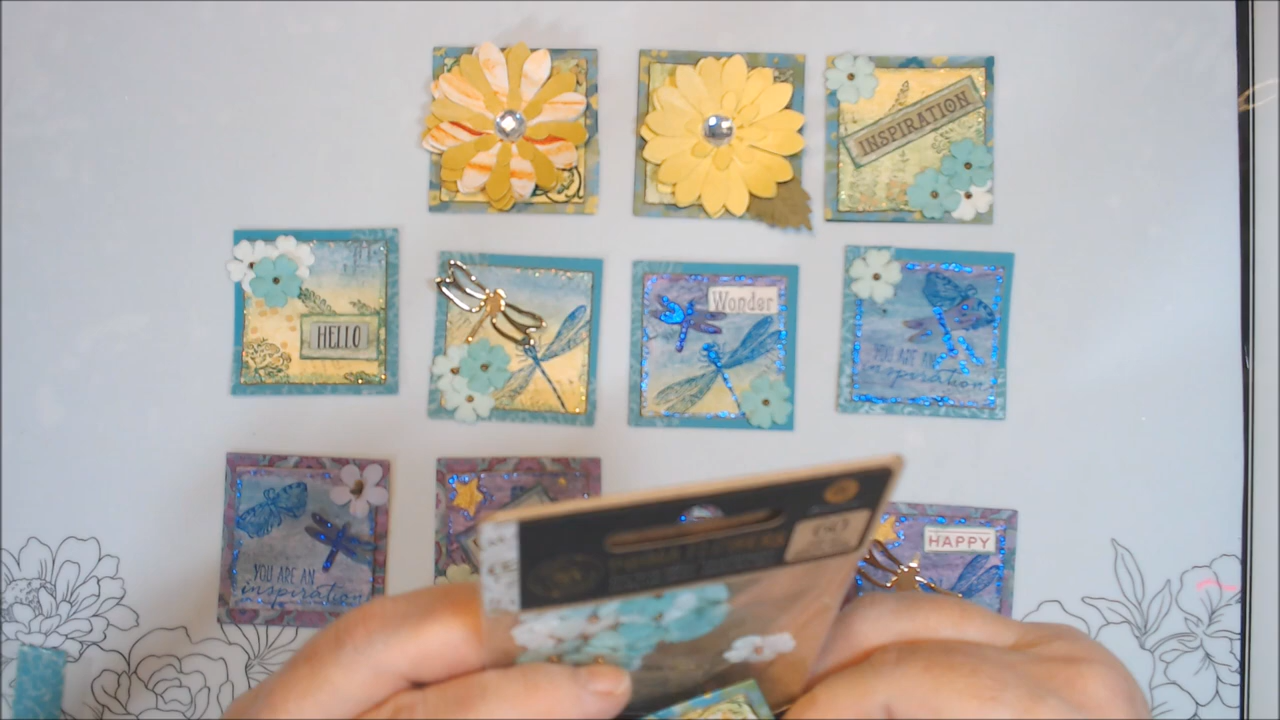 INSPIRATION
HELLO
Wonder
YOU ARE AN
inspiration
YOU ARE AN
inspiration
HAPPY